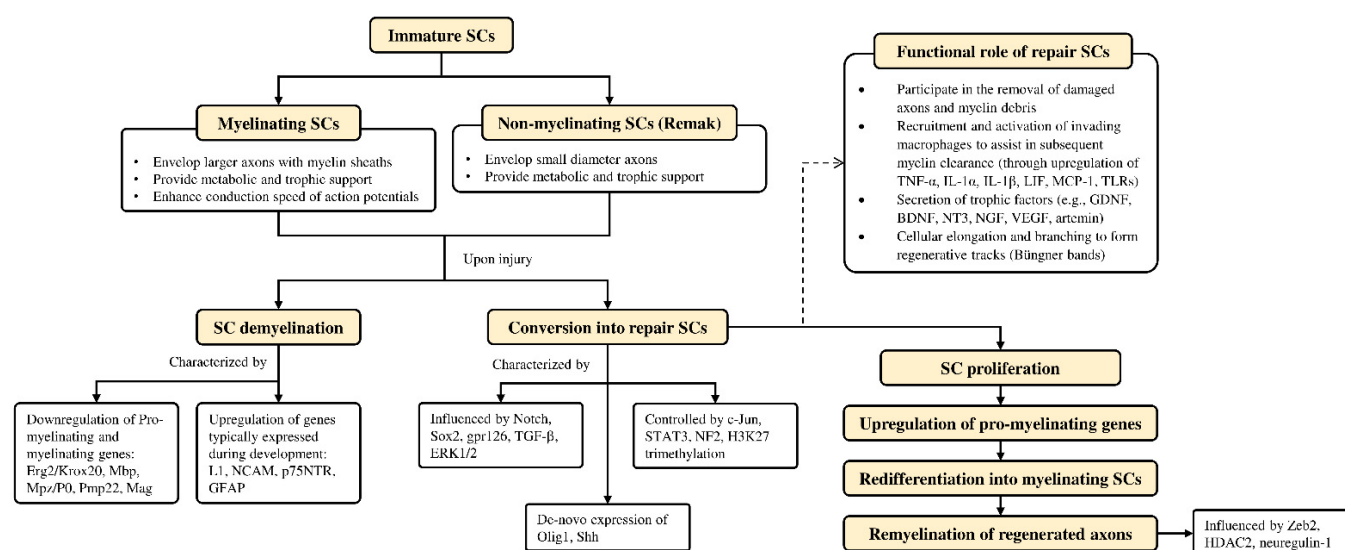 Immature SCs
Functional role of repair SCs
• Participate in the removal of damaged
axons and myelin debris
• Recruitment and activation of invading
macrophages to assist in subsequent
myelin clearance (through upregulation of
TNF-α, IL-1α, IL-1β, LIF, MCP-1, TLRs)
• Secretion of trophic factors (e.g., GDNF,
BDNF, NT3, NGF, VEGF, artemin)
• Cellular elongation and branching to form
regenerative tracks (Büngner bands)
Myelinating SCs
• Envelop larger axons with myelin sheaths
• Provide metabolic and trophic support
• Enhance conduction speed of action potentials
Non-myelinating SCs (Remak)
• Envelop small diameter axons
• Provide metabolic and trophic support
Upon injury
SC demyelination
Characterized by
Downregulation of Pro-
myelinating and
myelinating genes:
Erg2/Krox20, Mbp,
Mpz/P0, Pmp22, Mag
Upregulation of genes
typically expressed
during development:
L1, NCAM, p75NTR,
GFAP
Conversion into repair SCs
Characterized by
Influenced by Notch,
Sox2, gpr126, TGF-β,
ERK1/2
Controlled by c-Jun,
STAT3, NF2, H3K27
trimethylation
De-novo expression of
Olig1, Shh
SC proliferation
Upregulation of pro-myelinating genes
Redifferentiation into myelinating SCs
Remyelination of regenerated axons
Influenced by Zeb2,
HDAC2, neuregulin-1